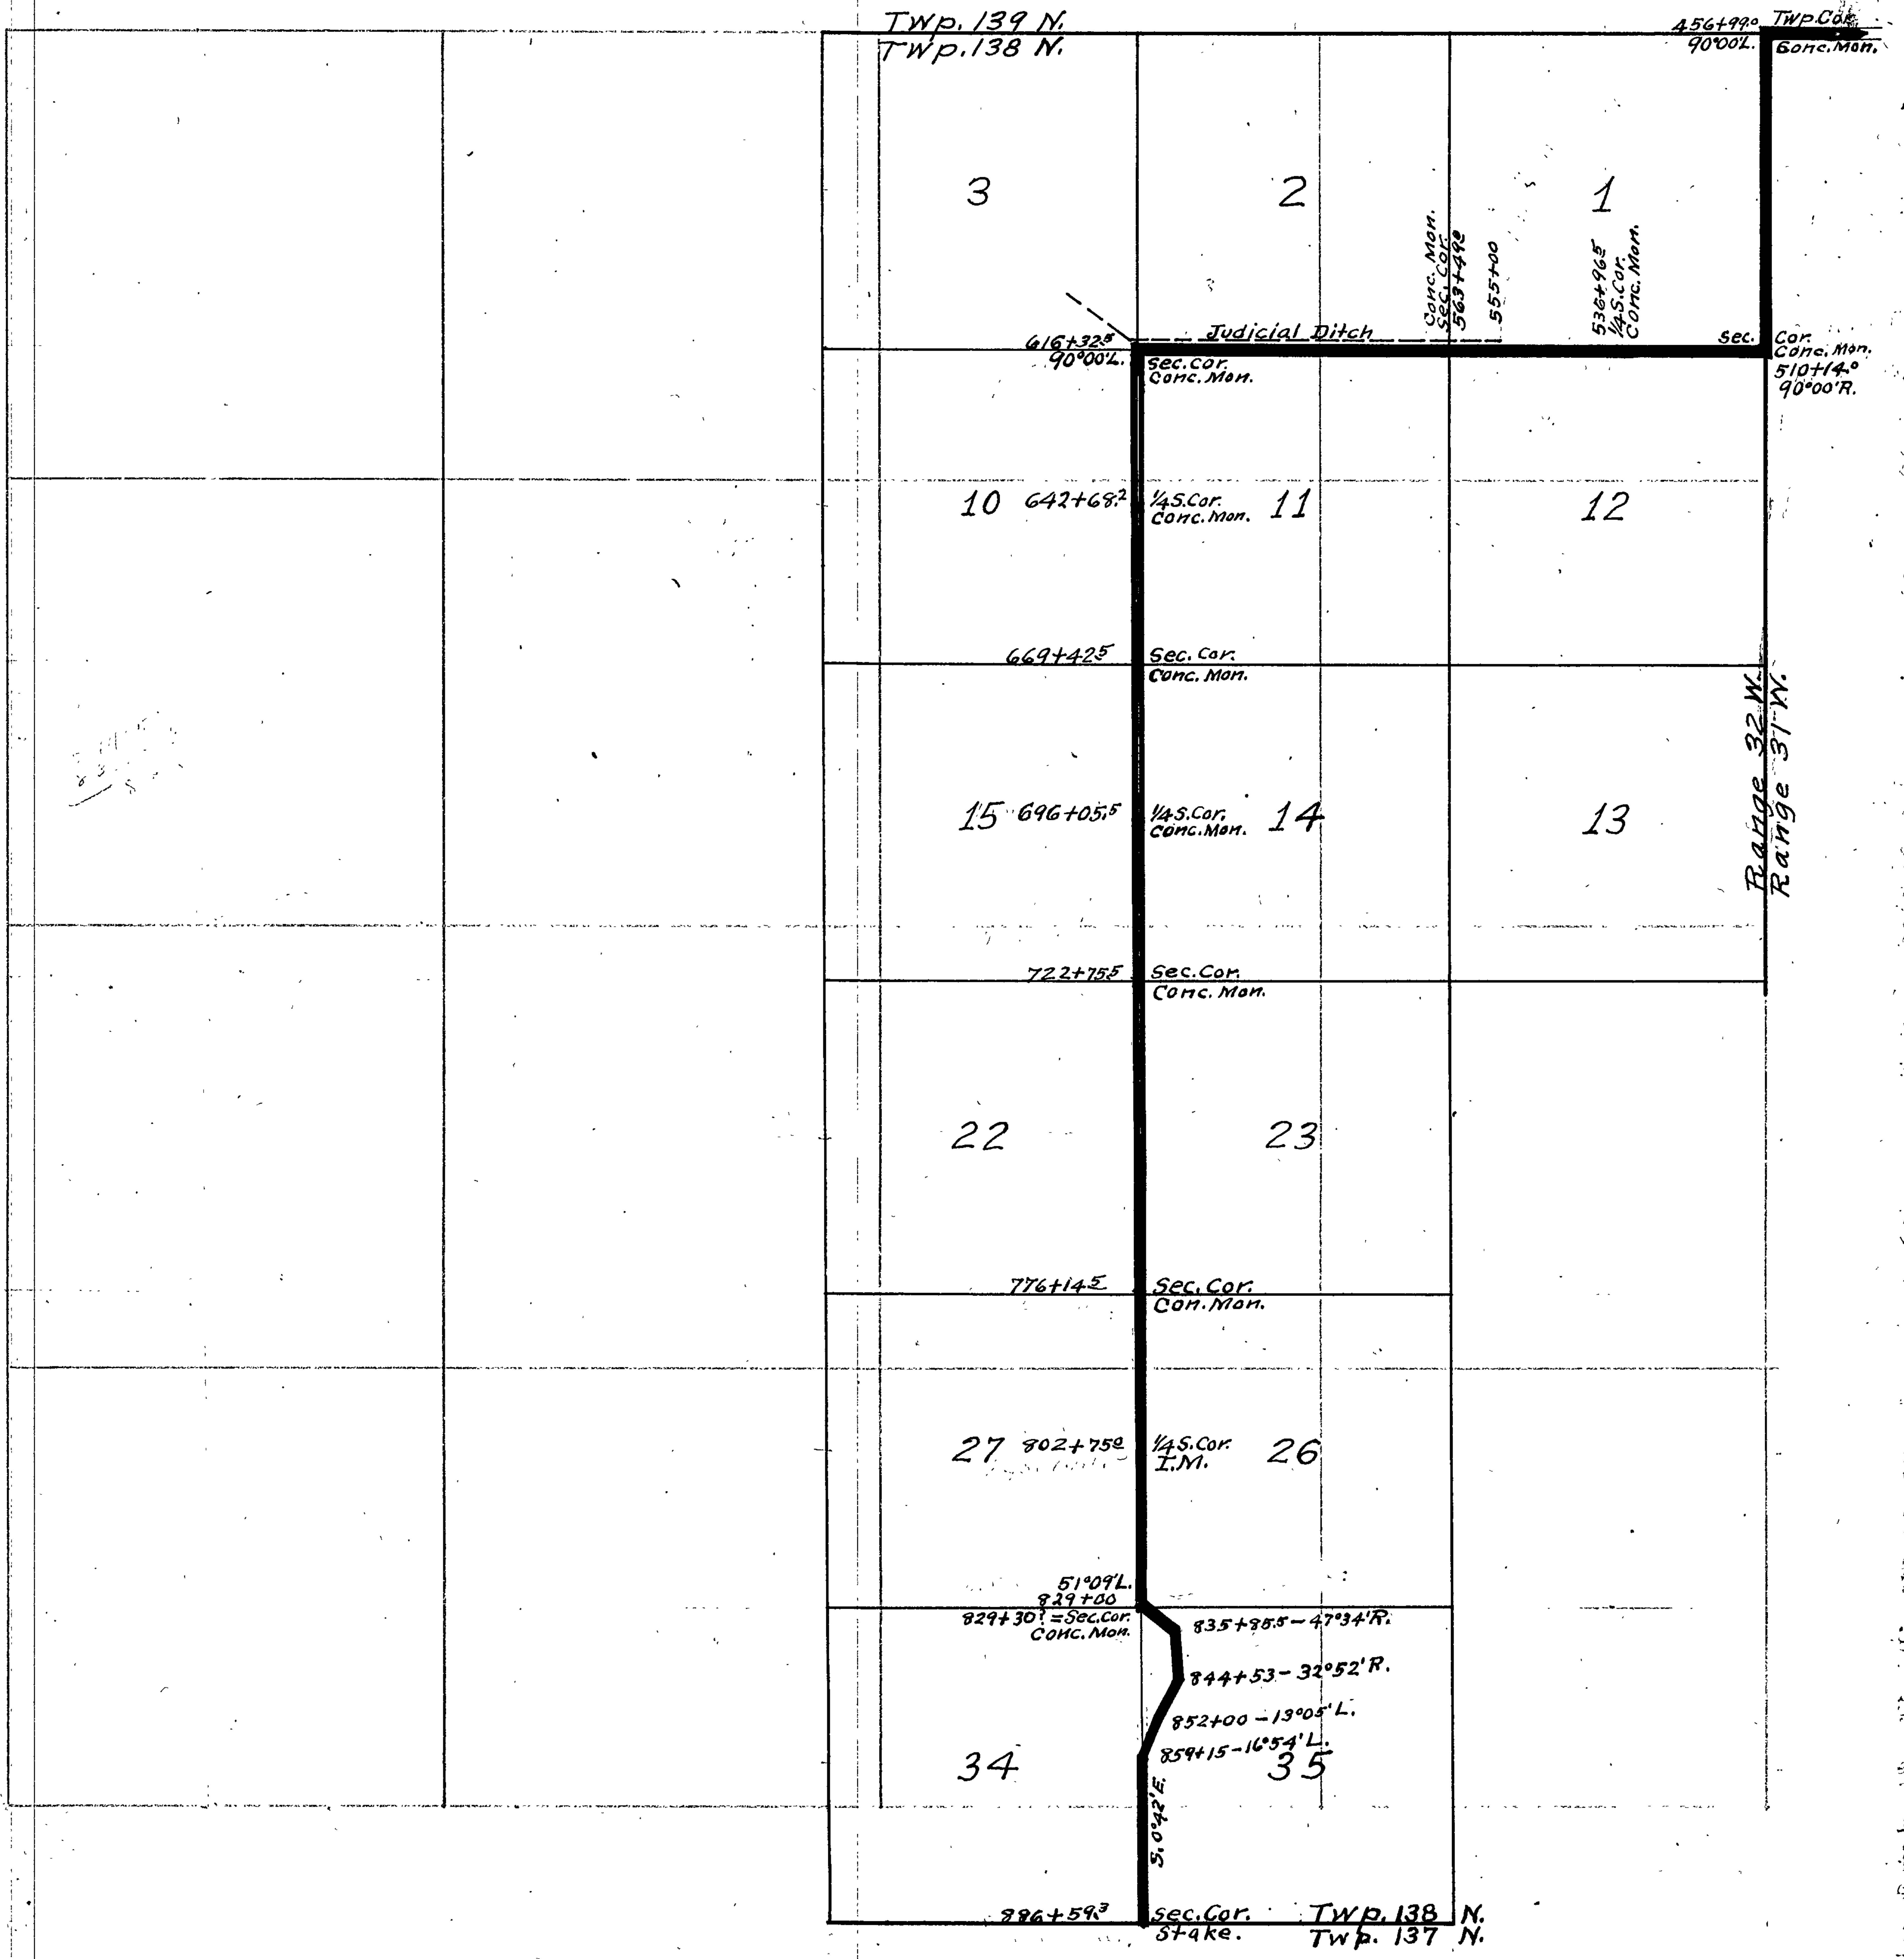 Twp. 139 N.
Twp. 138 N.
456+99.0
90°00'L.
Twp. Cor.
Conc. Mon.
3
2
1
Conc. Mon.
Sec. Cor.
563+49.0
555+00
536+96.5
1/4 S. Cor.
Conc. Mon.
Judicial Ditch
616+32.5
90°00'L.
Sec. Cor.
Conc. Mon.
Sec. Cor.
Conc. Mon.
510+14.0
90°00'R.
10
642+68.2
1/4 S. Cor.
Conc. Mon.
11
12
669+42.5
Sec. Cor.
Conc. Mon.
Range 32 W.
Range 31 W.
15
696+05.5
1/4 S. Cor.
Conc. Mon.
14
13
722+75.5
Sec. Cor.
Conc. Mon.
22
23
776+14.5
Sec. Cor.
Con. Mon.
27
802+75.0
1/4 S. Cor.
I.M.
26
51°09'L.
829+00
829+30? = Sec. Cor.
Conc. Mon.
835+85.5 - 47°34'R.
844+53 - 32°52'R.
852+00 - 13°05'L.
859+15 - 16°54'L.
34
35
S. 0°42'E.
886+59.3
Sec. Cor.
Stake.
Twp. 138 N.
Twp. 137 N.